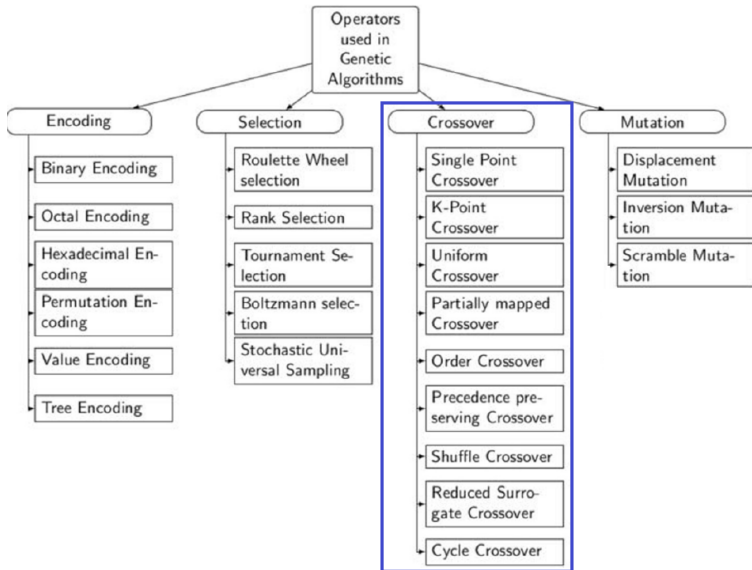 Operators
used in
Genetic
Algorithms
Encoding
Binary Encoding
Octal Encoding
Hexadecimal En-
coding
Permutation En-
coding
Value Encoding
Tree Encoding
Selection
Roulette Wheel
selection
Rank Selection
Tournament Se-
lection
Boltzmann selec-
tion
Stochastic Uni-
versal Sampling
Crossover
Single Point
Crossover
K-Point
Crossover
Uniform
Crossover
Partially mapped
Crossover
Order Crossover
Precedence pre-
serving Crossover
Shuffle Crossover
Reduced Surro-
gate Crossover
Cycle Crossover
Mutation
Displacement
Mutation
Inversion Muta-
tion
Scramble Muta-
tion